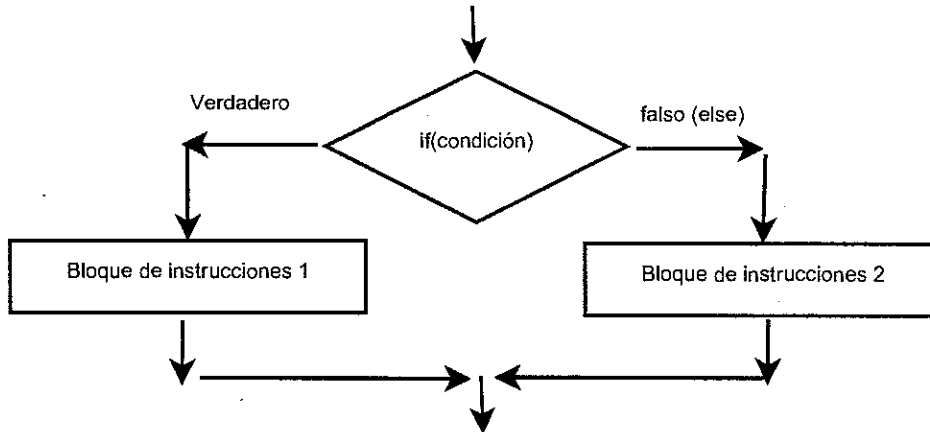 Verdadero
falso (else)
if(condición)
Bloque de instrucciones 1
Bloque de instrucciones 2